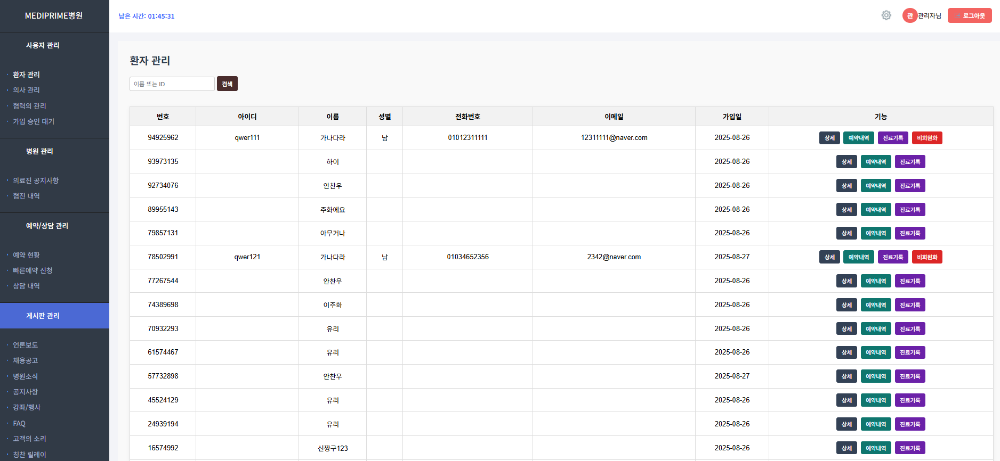 MEDIPRIME병원
남은 시간: 01:45:31
관
관리자님
로그아웃
사용자 관리
· 환자 관리
· 의사 관리
· 협력의 관리
· 가입 승인 대기
병원 관리
· 의료진 공지사항
· 협진 내역
예약/상담 관리
· 예약 현황
· 빠른예약 신청
· 상담 내역
게시판 관리
· 언론보도
· 채용공고
· 병원소식
· 공지사항
· 강좌/행사
· FAQ
· 고객의 소리
· 칭찬 릴레이
환자 관리
이름 또는 ID
검색
번호 아이디 이름 성별 전화번호 이메일 가입일 기능
94925962 qwer111 가나다라 남 01012311111 12311111@naver.com 2025-08-26 상세 예약내역 진료기록 비회원화
93973135 하이 2025-08-26 상세 예약내역 진료기록
92734076 안찬우 2025-08-26 상세 예약내역 진료기록
89955143 주화에요 2025-08-26 상세 예약내역 진료기록
79857131 아무거나 2025-08-26 상세 예약내역 진료기록
78502991 qwer121 가나다라 남 01034652356 2342@naver.com 2025-08-27 상세 예약내역 진료기록 비회원화
77267544 안찬우 2025-08-26 상세 예약내역 진료기록
74389698 이주화 2025-08-26 상세 예약내역 진료기록
70932293 유리 2025-08-26 상세 예약내역 진료기록
61574467 유리 2025-08-26 상세 예약내역 진료기록
57732898 안찬우 2025-08-27 상세 예약내역 진료기록
45524129 유리 2025-08-26 상세 예약내역 진료기록
24939194 유리 2025-08-26 상세 예약내역 진료기록
16574992 신짱구123 2025-08-26 상세 예약내역 진료기록